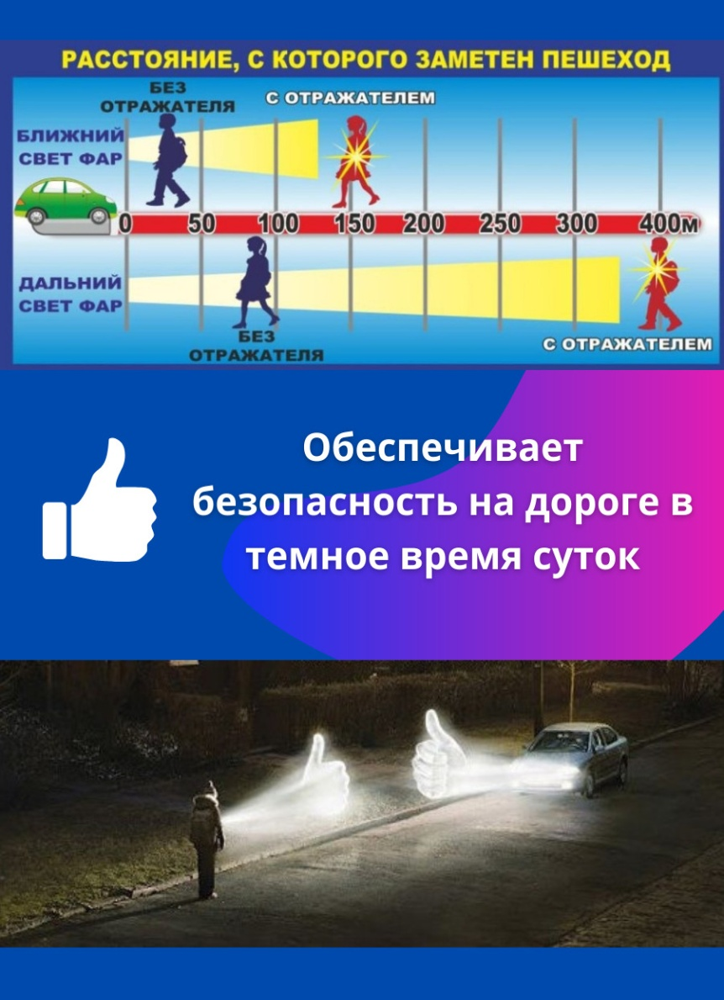 РАССТОЯНИЕ, С КОТОРОГО ЗАМЕТЕН ПЕШЕХОД
БЕЗ
ОТРАЖАТЕЛЯ
С ОТРАЖАТЕЛЕМ
БЛИЖНИЙ
СВЕТ ФАР
0 50 100 150 200 250 300 400м
ДАЛЬНИЙ
СВЕТ ФАР
БЕЗ
ОТРАЖАТЕЛЯ
С ОТРАЖАТЕЛЕМ
Обеспечивает
безопасность на дороге в
темное время суток